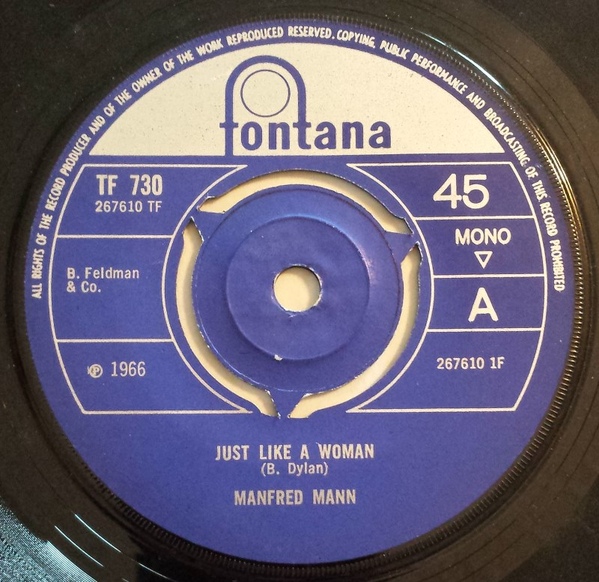 ALL RIGHTS OF THE RECORD PRODUCER AND OF THE OWNER OF THE WORK REPRODUCED RESERVED. COPYING, PUBLIC PERFORMANCE AND BROADCASTING OF THIS RECORD PROHIBITED
fontana
TF 730
267610 TF
B. Feldman
& Co.
℗ 1966
45
MONO
A
267610 1F
JUST LIKE A WOMAN
(B. Dylan)
MANFRED MANN